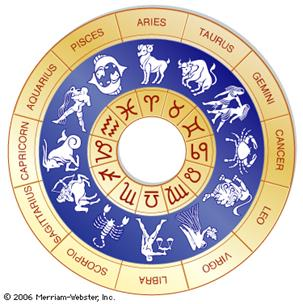 ARIES
TAURUS
GEMINI
CANCER
LEO
VIRGO
LIBRA
SCORPIO
SAGITTARIUS
CAPRICORN
AQUARIUS
PISCES
© 2006 Merriam-Webster, Inc.